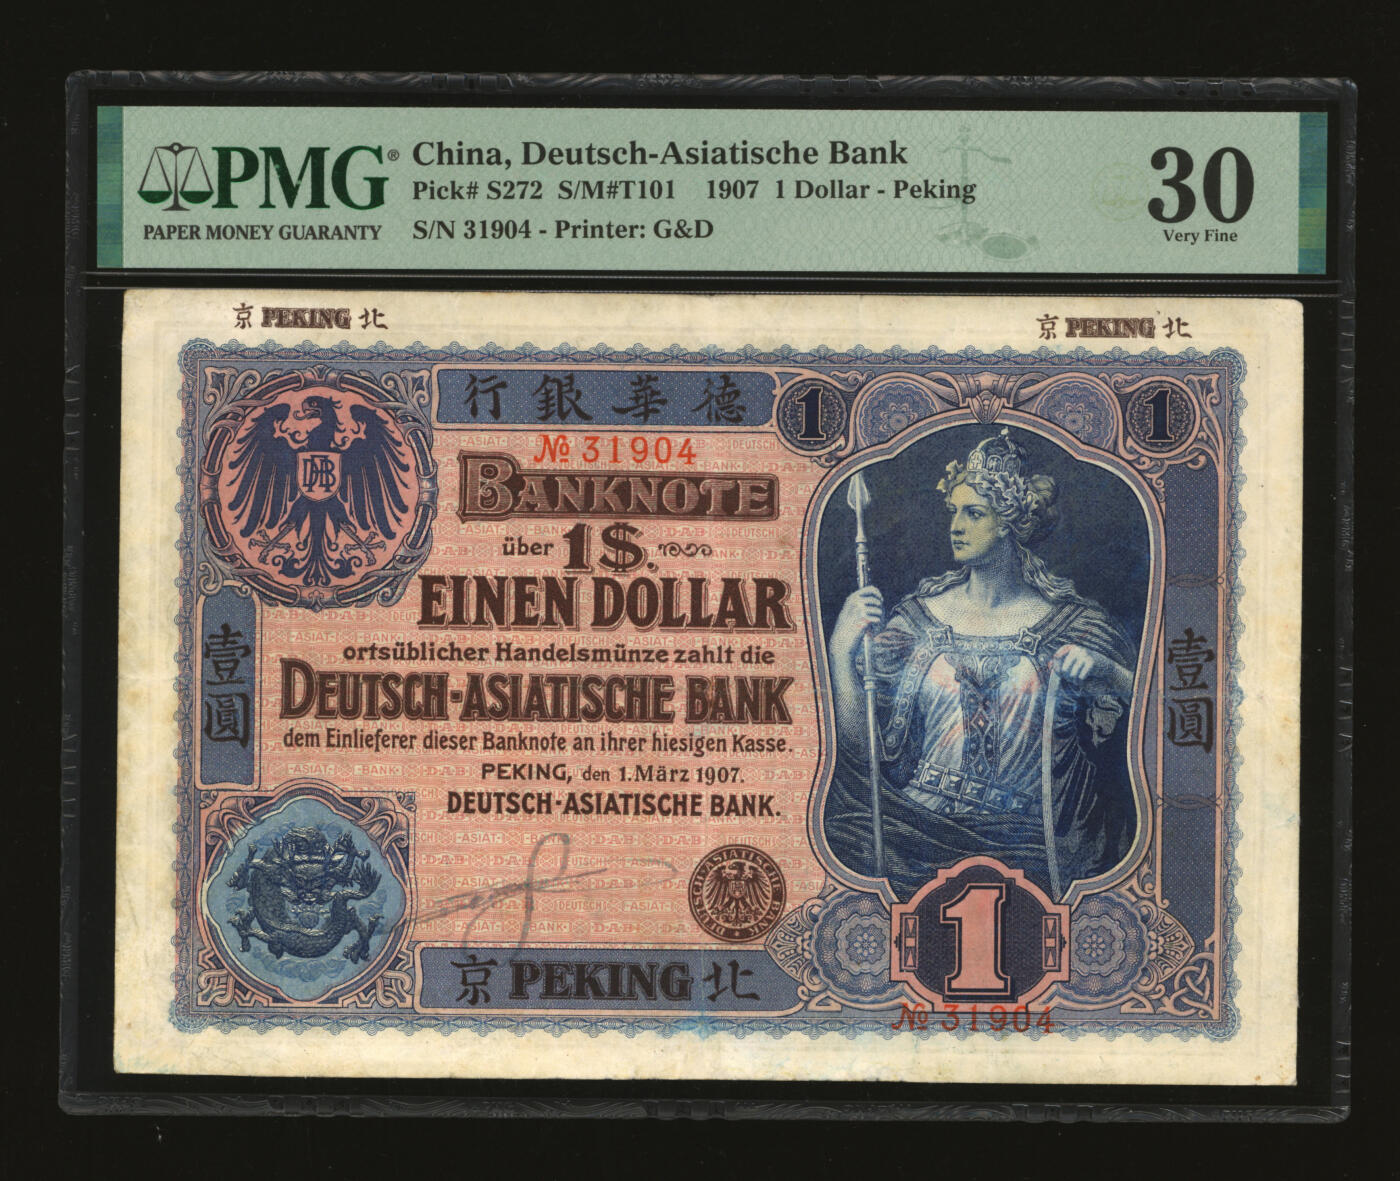 PMG®
PAPER MONEY GUARANTY
China, Deutsch-Asiatische Bank
Pick# S272 S/M#T101 1907 1 Dollar - Peking
S/N 31904 - Printer: G&D
30
Very Fine
京 PEKING 北
京 PEKING 北
行銀華德
1
1
№ 31904
BANKNOTE
über 1$.
EINEN DOLLAR
ortsüblicher Handelsmünze zahlt die
DEUTSCH-ASIATISCHE BANK
dem Einlieferer dieser Banknote an ihrer hiesigen Kasse.
PEKING, den 1. März 1907.
DEUTSCH-ASIATISCHE BANK.
壹圓
壹圓
DEUTSCH-ASIATISCHE BANK
京 PEKING 北
1
№ 31904